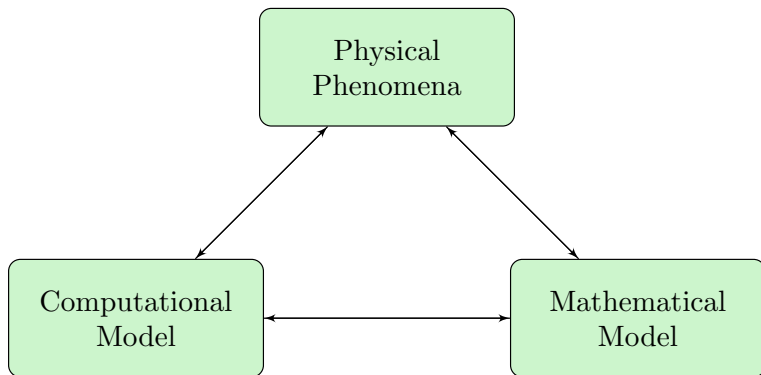 Physical
Phenomena
Computational
Model
Mathematical
Model